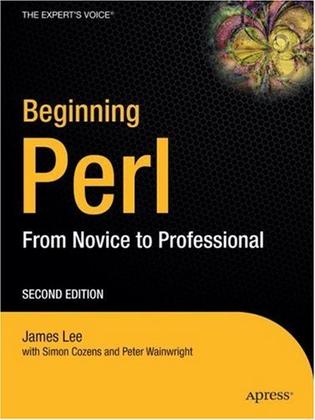 THE EXPERT'S VOICE®
Beginning
Perl
From Novice to Professional
SECOND EDITION
James Lee
with Simon Cozens and Peter Wainwright
Apress®